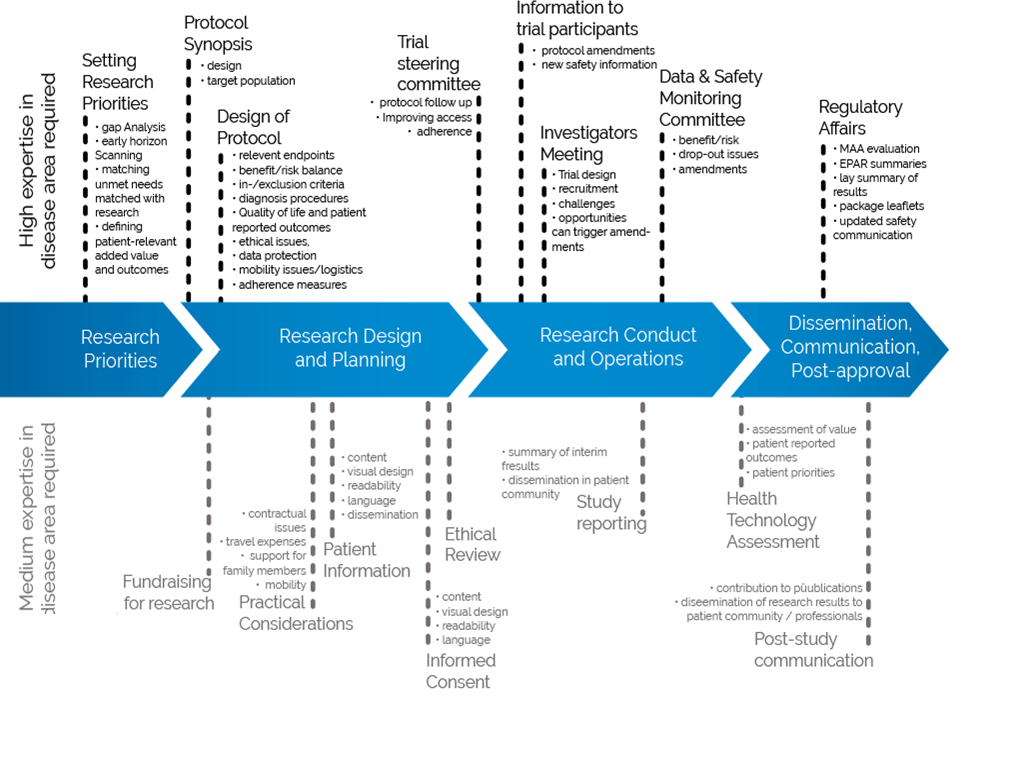 High expertise in
disease area required
Setting
Research
Priorities
• gap Analysis
• early horizon
Scanning
• matching
unmet needs
matched with
research
• defining
patient-relevant
added value
and outcomes
Protocol
Synopsis
• design
• target population
Design of
Protocol
• relevent endpoints
• benefit/risk balance
• in-/exclusion criteria
• diagnosis procedures
• Quality of life and patient
reported outcomes
• ethical issues,
• data protection
• mobility issues/logistics
• adherence measures
Trial
steering
committee
• protocol follow up
• Improving access
• adherence
Information to
trial participants
• protocol amendments
• new safety information
Investigators
Meeting
• Trial design
• recruitment
• challenges
• opportunities
can trigger amend-
ments
Data & Safety
Monitoring
Committee
• benefit/risk
• drop-out issues
• amendments
Regulatory
Affairs
• MAA evaluation
• EPAR summaries
• lay summary of
results
• package leaflets
• updated safety
communication
Research
Priorities
Research Design
and Planning
Research Conduct
and Operations
Dissemination,
Communication,
Post-approval
Medium expertise in
disease area required
Fundraising
for research
• contractual
issues
• travel expenses
• support for
family members
• mobility
Practical
Considerations
• content
• visual design
• readability
• language
• dissemination
Patient
Information
Ethical
Review
• content
• visual design
• readability
• language
Informed
Consent
• summary of interim
fresults
• dissemination in patient
community
Study
reporting
• assessment of value
• patient reported
outcomes
• patient priorities
Health
Technology
Assessment
• contribution to püublications
• diseemination of research results to
patient community / professionals
Post-study
communication